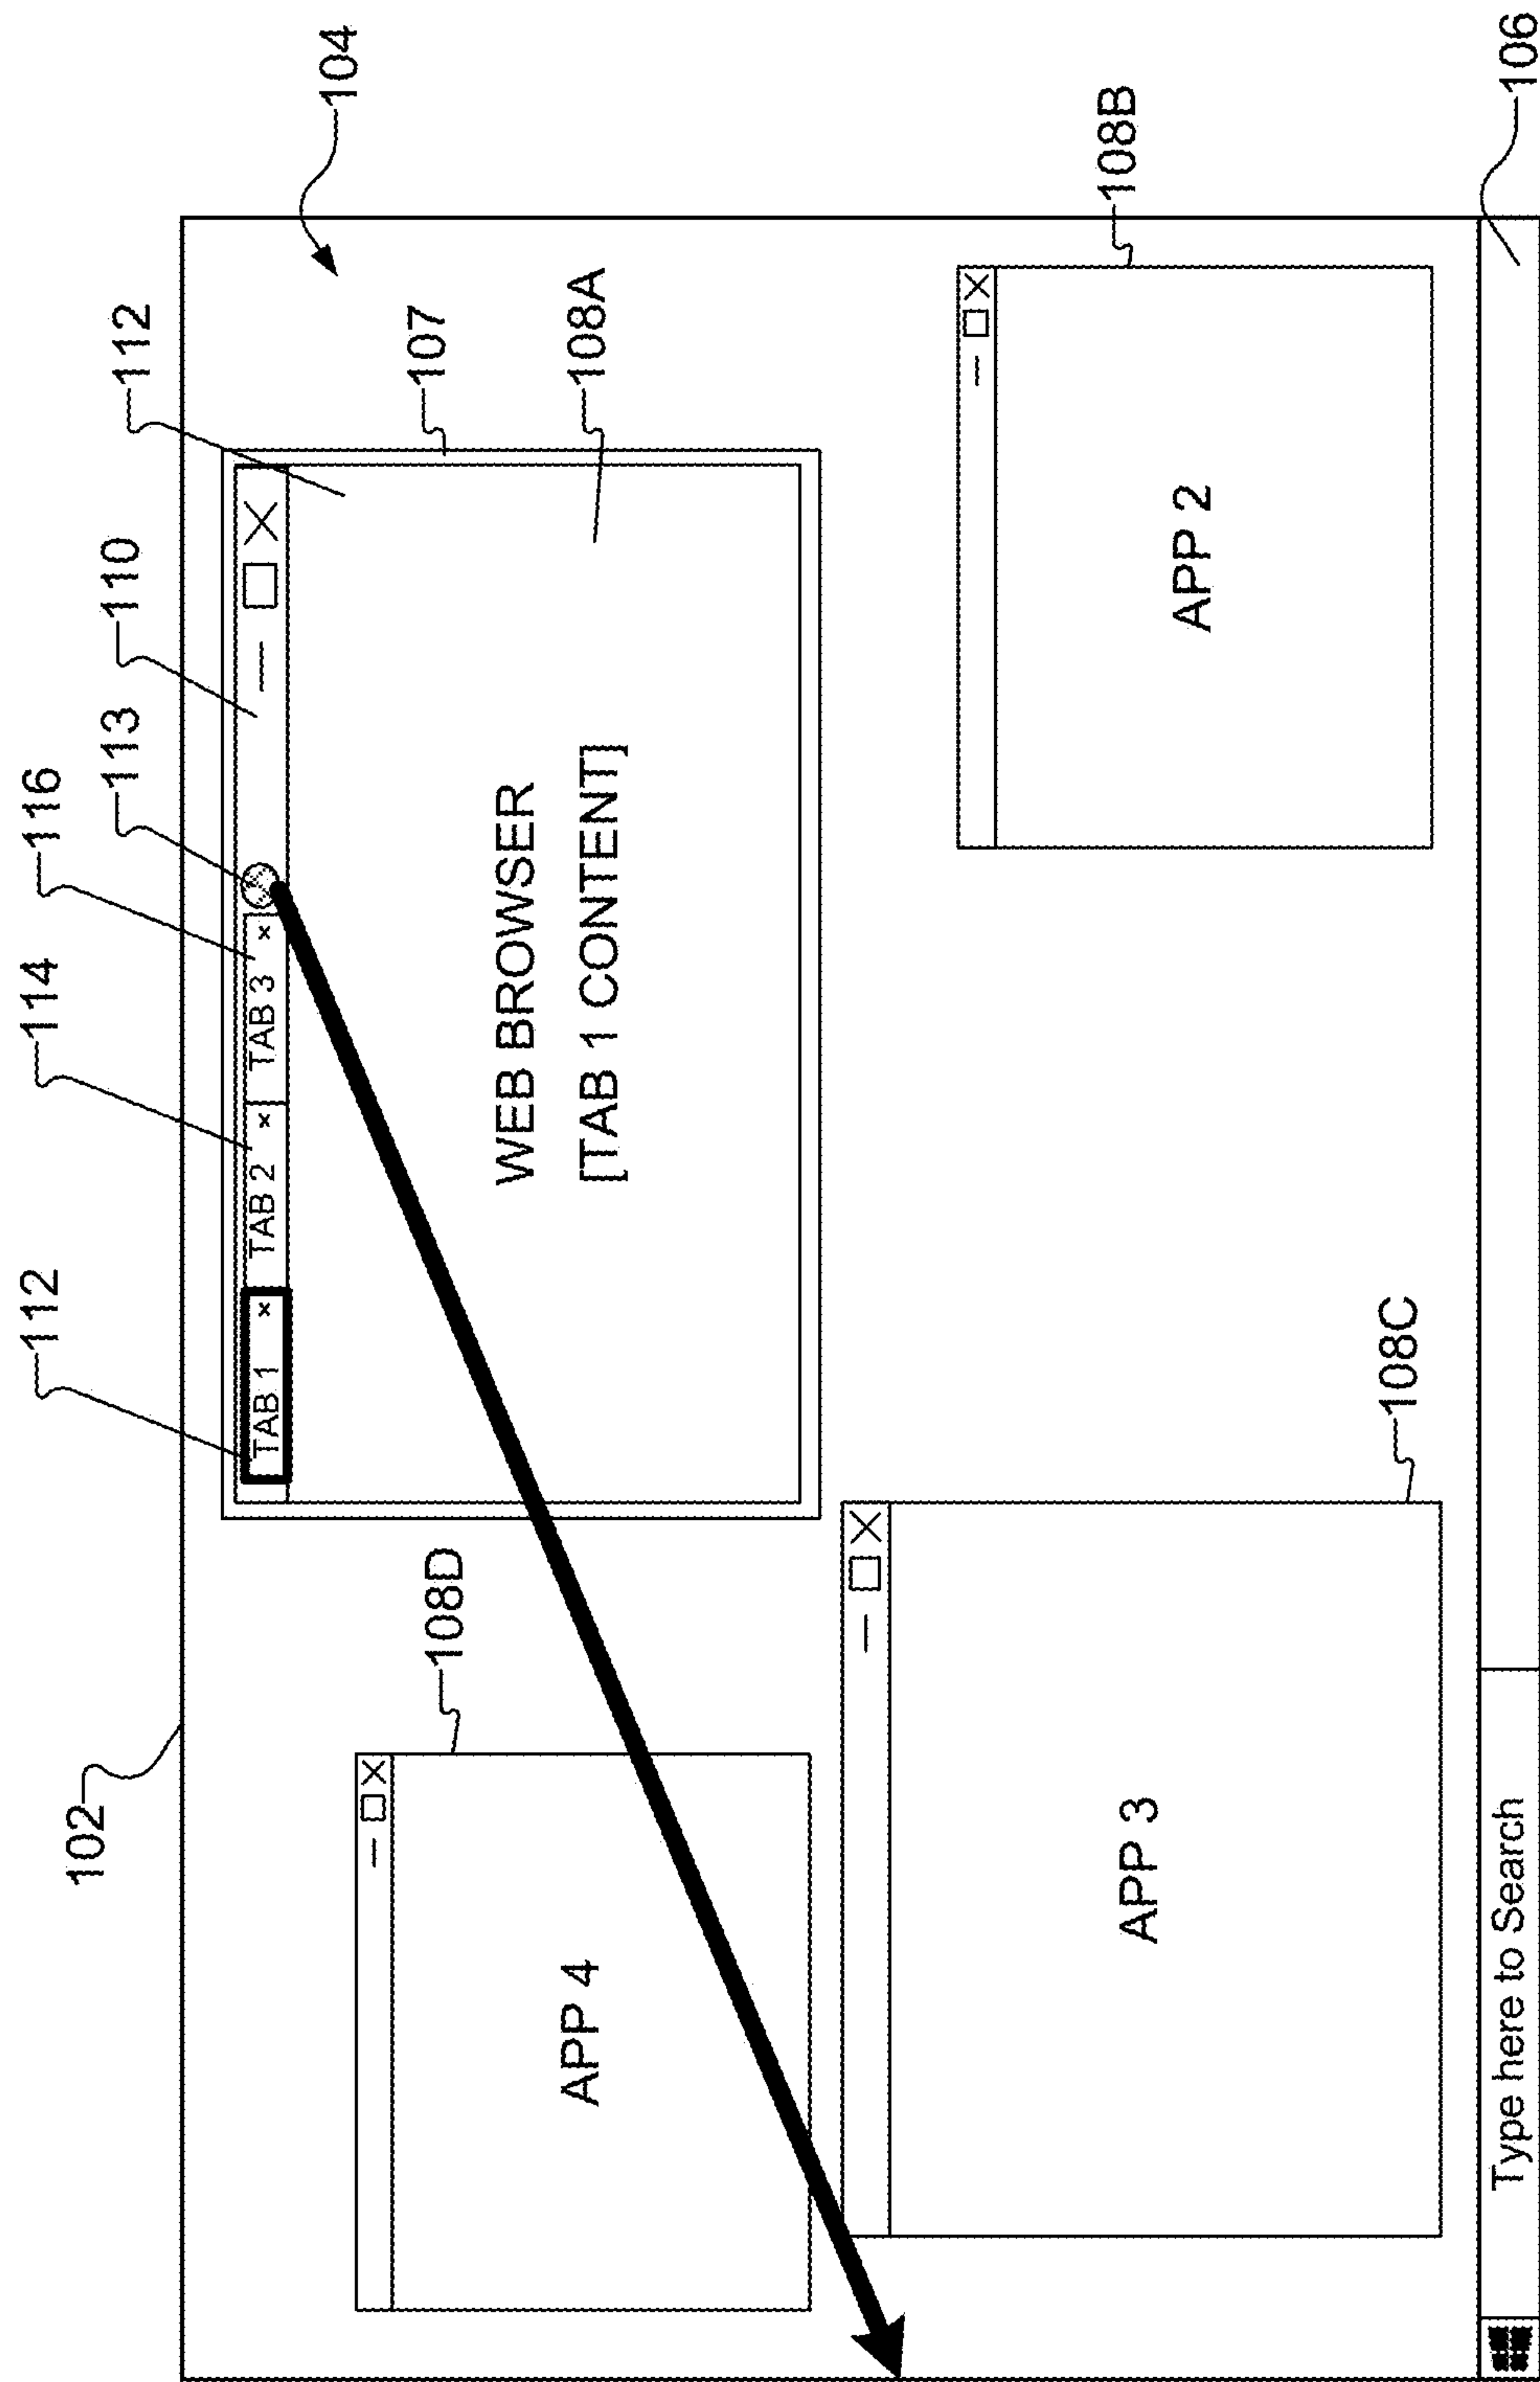 112
114
116
113
110
112
102
104
TAB 1 x
TAB 2 x
TAB 3 x
107
108D
WEB BROWSER
[TAB 1 CONTENT]
108A
APP 4
108B
APP 3
APP 2
108C
Type here to Search
106